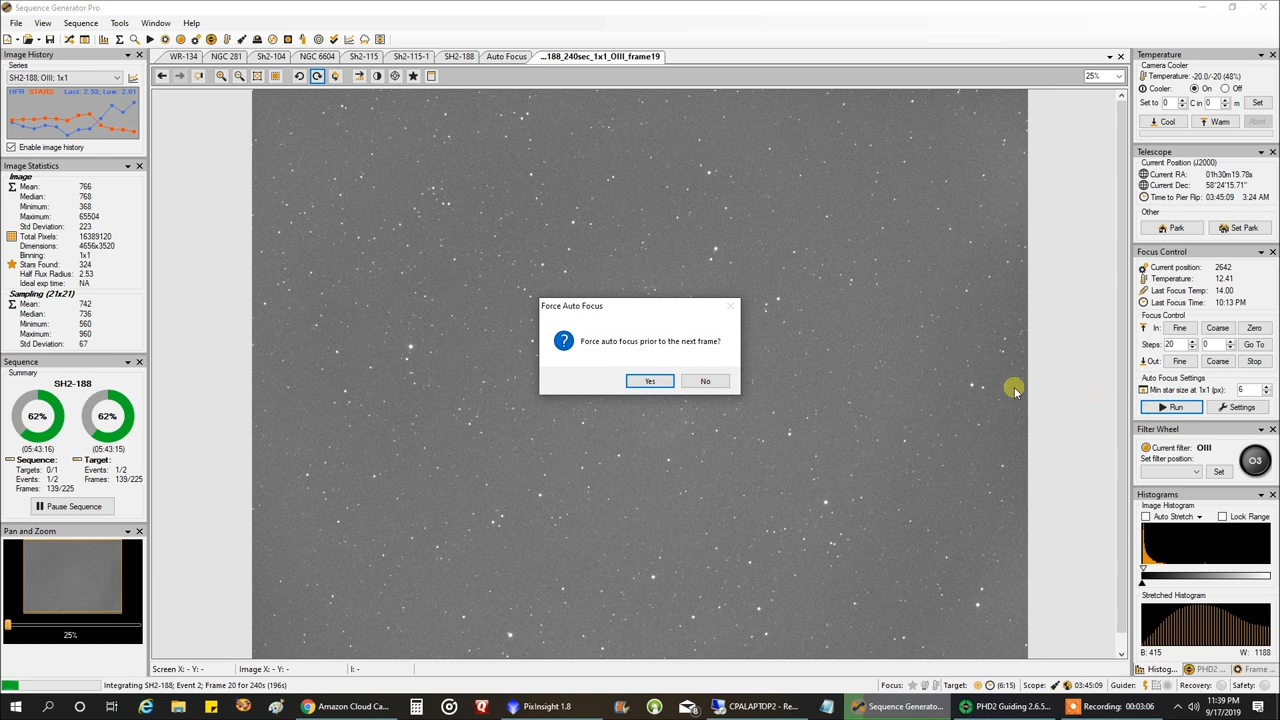 Sequence Generator Pro
File View Sequence Tools Window Help
Image History
Series
SH2-188; OIII; 1x1
HFR STARS Last: 2.53; Low: 2.01
Enable image history
Image Statistics
Image
Mean: 766
Median: 768
Minimum: 368
Maximum: 65504
Std Deviation: 223
Total Pixels: 16389120
Dimensions: 4656x3520
Binning: 1x1
Stars Found: 324
Half Flux Radius: 2.53
Ideal exp time: NA
Sampling (21x21)
Mean: 742
Median: 736
Minimum: 560
Maximum: 960
Std Deviation: 67
Sequence
Summary
SH2-188
62% 62%
(05:43:16) (05:43:15)
Sequence: Target:
Targets: 0/1 Events: 1/2
Events: 1/2 Frames: 139/225
Frames: 139/225
Pause Sequence
Pan and Zoom
25%
WR-134 NGC 281 Sh2-104 NGC 6604 Sh2-115 Sh2-115-1 SH2-188 Auto Focus ...188_240sec_1x1_OIII_frame19
25%
Force Auto Focus
Force auto focus prior to the next frame?
Yes No
Screen X: - Y: - Image X: - Y: - I: -
Temperature
Camera Cooler
Temperature: -20.0/-20 (48%)
Cooler: On Off
Set to 0 C in 0 m Set
Cool Warm Abort
Telescope
Current Position (J2000)
Current RA: 01h30m19.78s
Current Dec: 58°24'15.71"
Time to Pier Flip: 03:45:09 3:24 AM
Other
Park Set Park
Focus Control
Current position: 2642
Temperature: 12.41
Last Focus Temp: 14.00
Last Focus Time: 10:13 PM
Focus Control
In: Fine Coarse Zero
Steps: 20 0 Go To
Out: Fine Coarse Stop
Auto Focus Settings
Min star size at 1x1 (px): 6
Run Settings
Filter Wheel
Current filter: OIII
Set filter position:
Set
O3
Histograms
Image Histogram
Auto Stretch Lock Range
Stretched Histogram
B: 415 W: 1188
Histog... PHD2 ... Frame ...
Integrating SH2-188; Event 2; Frame 20 for 240s (196s)
Focus: Target: (6:15) Scope: 03:45:09 Guider: Recovery: Safety:
Amazon Cloud Ca... PixInsight 1.8 6 CPALAPTOP2 - Re... Sequence Generato... PHD2 Guiding 2.6.5... Recording: 00:03:06
11:39 PM
9/17/2019